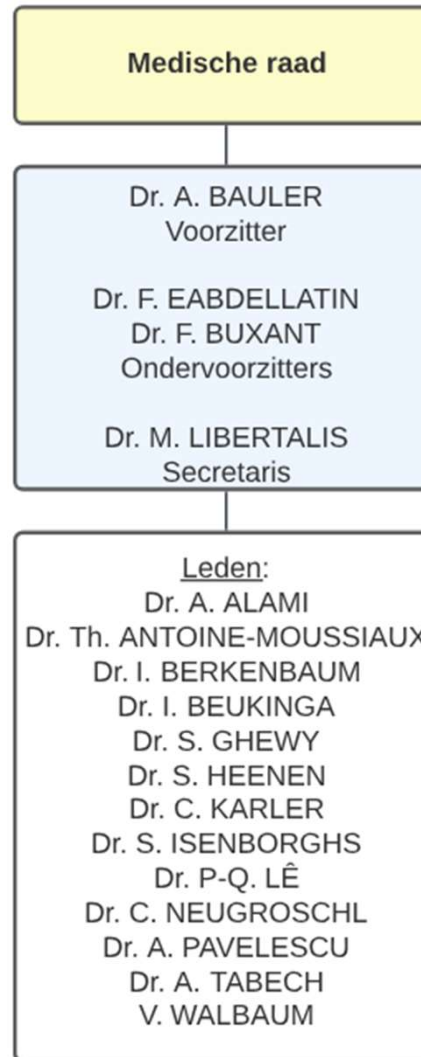 Medische raad
Dr. A. BAULER
Voorzitter
Dr. F. EABDELLATIN
Dr. F. BUXANT
Ondervoorzitters
Dr. M. LIBERTALIS
Secretaris
Leden:
Dr. A. ALAMI
Dr. Th. ANTOINE-MOUSSIAUX
Dr. I. BERKENBAUM
Dr. I. BEUKINGA
Dr. S. GHEWY
Dr. S. HEENEN
Dr. C. KARLER
Dr. S. ISENBORGHS
Dr. P-Q. LÊ
Dr. C. NEUGROSCHL
Dr. A. PAVELESCU
Dr. A. TABECH
V. WALBAUM